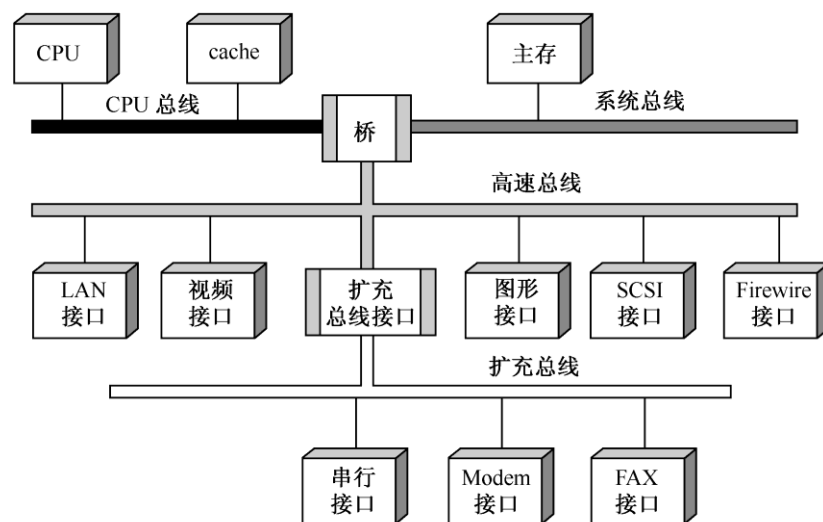 CPU
cache
主存
CPU 总线
系统总线
桥
高速总线
LAN
接口
视频
接口
扩充
总线接口
图形
接口
SCSI
接口
Firewire
接口
扩充总线
串行
接口
Modem
接口
FAX
接口